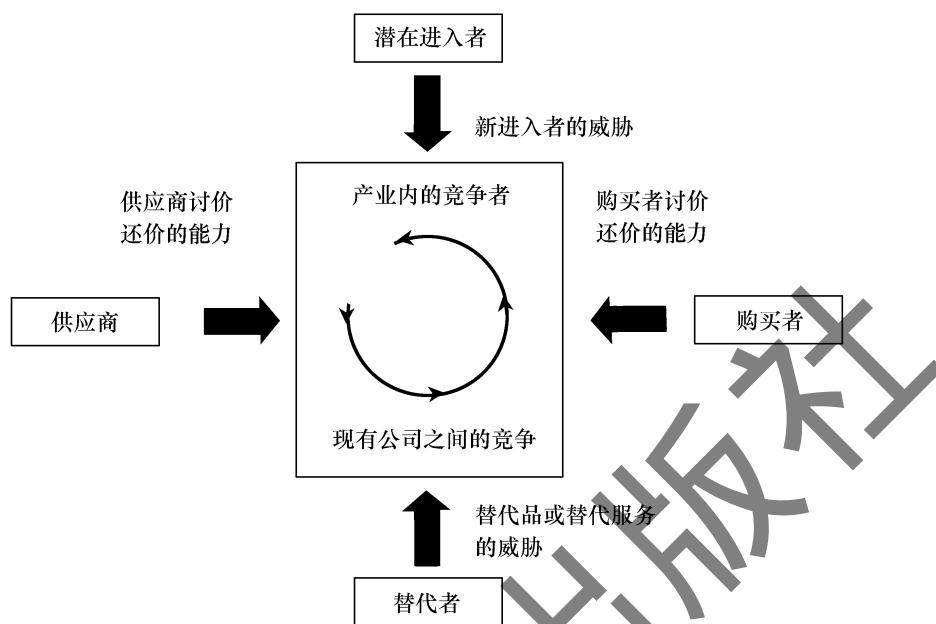 潜在进入者
新进入者的威胁
产业内的竞争者
供应商讨价
还价的能力
购买者讨价
还价的能力
供应商
购买者
现有公司之间的竞争
替代品或替代服务
的威胁
替代者
出版社